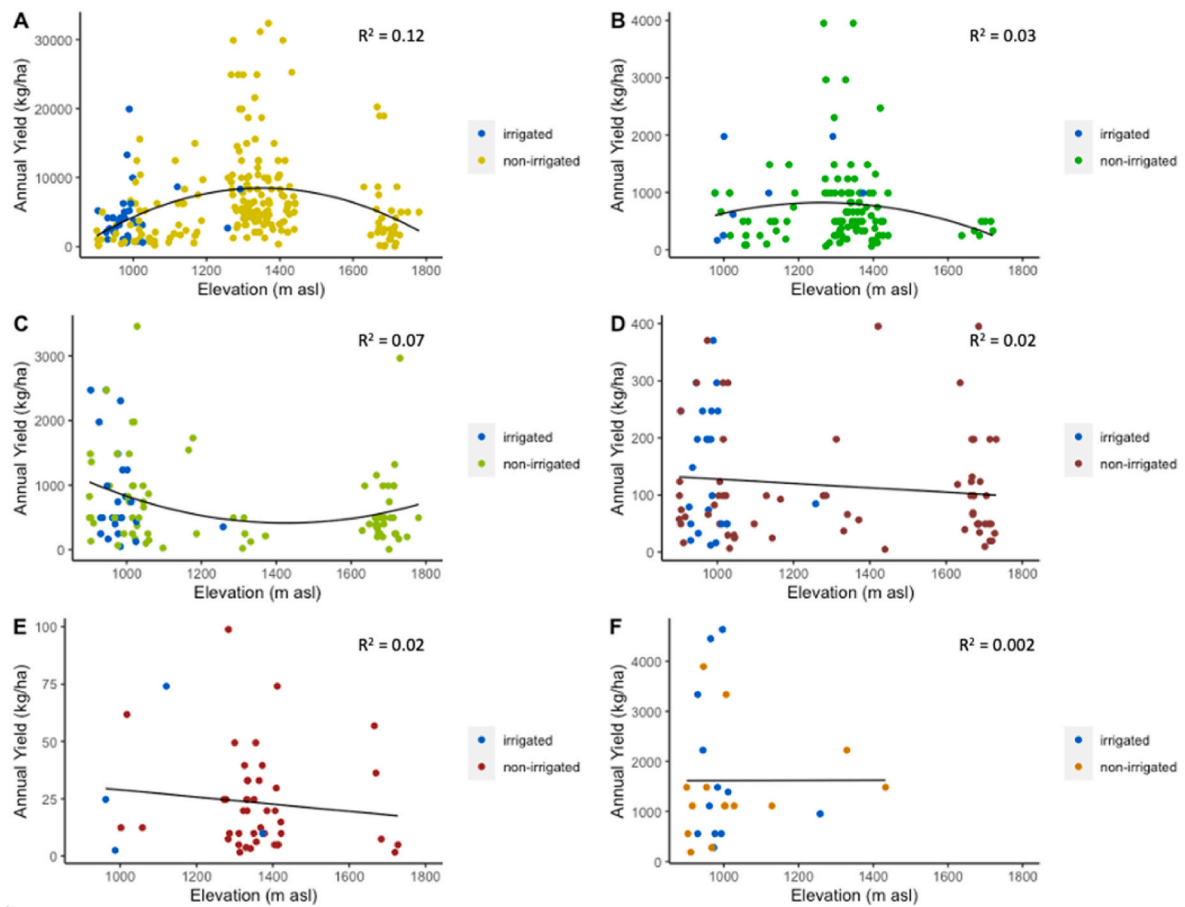 A
R² = 0.12
Annual Yield (kg/ha)
30000
20000
10000
0
1000 1200 1400 1600 1800
Elevation (m asl)
irrigated
non-irrigated
B
R² = 0.03
Annual Yield (kg/ha)
4000
3000
2000
1000
0
1000 1200 1400 1600 1800
Elevation (m asl)
irrigated
non-irrigated
C
R² = 0.07
Annual Yield (kg/ha)
3000
2000
1000
0
1000 1200 1400 1600 1800
Elevation (m asl)
irrigated
non-irrigated
D
R² = 0.02
Annual Yield (kg/ha)
400
300
200
100
0
1000 1200 1400 1600 1800
Elevation (m asl)
irrigated
non-irrigated
E
R² = 0.02
Annual Yield (kg/ha)
100
75
50
25
0
1000 1200 1400 1600 1800
Elevation (m asl)
irrigated
non-irrigated
F
R² = 0.002
Annual Yield (kg/ha)
4000
3000
2000
1000
0
1000 1200 1400 1600 1800
Elevation (m asl)
irrigated
non-irrigated